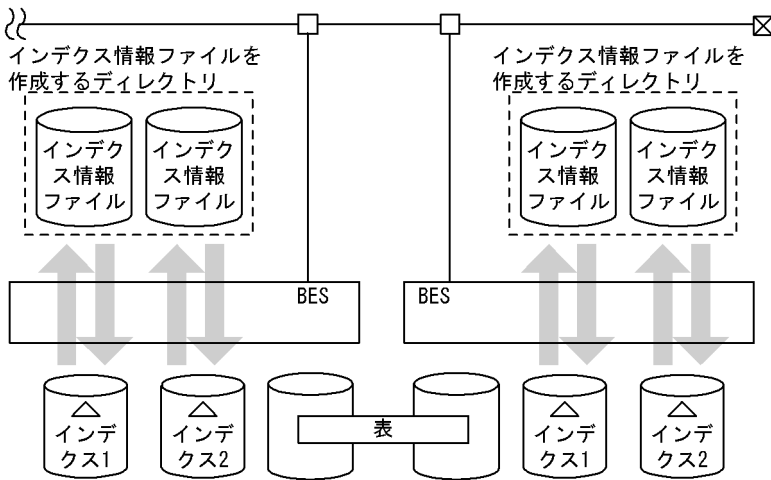 インデクス情報ファイルを
作成するディレクトリ
インデク
ス情報
ファイル
インデク
ス情報
ファイル
BES
インデ
クス1
インデ
クス2
インデクス情報ファイルを
作成するディレクトリ
インデク
ス情報
ファイル
インデク
ス情報
ファイル
BES
表
インデ
クス1
インデ
クス2